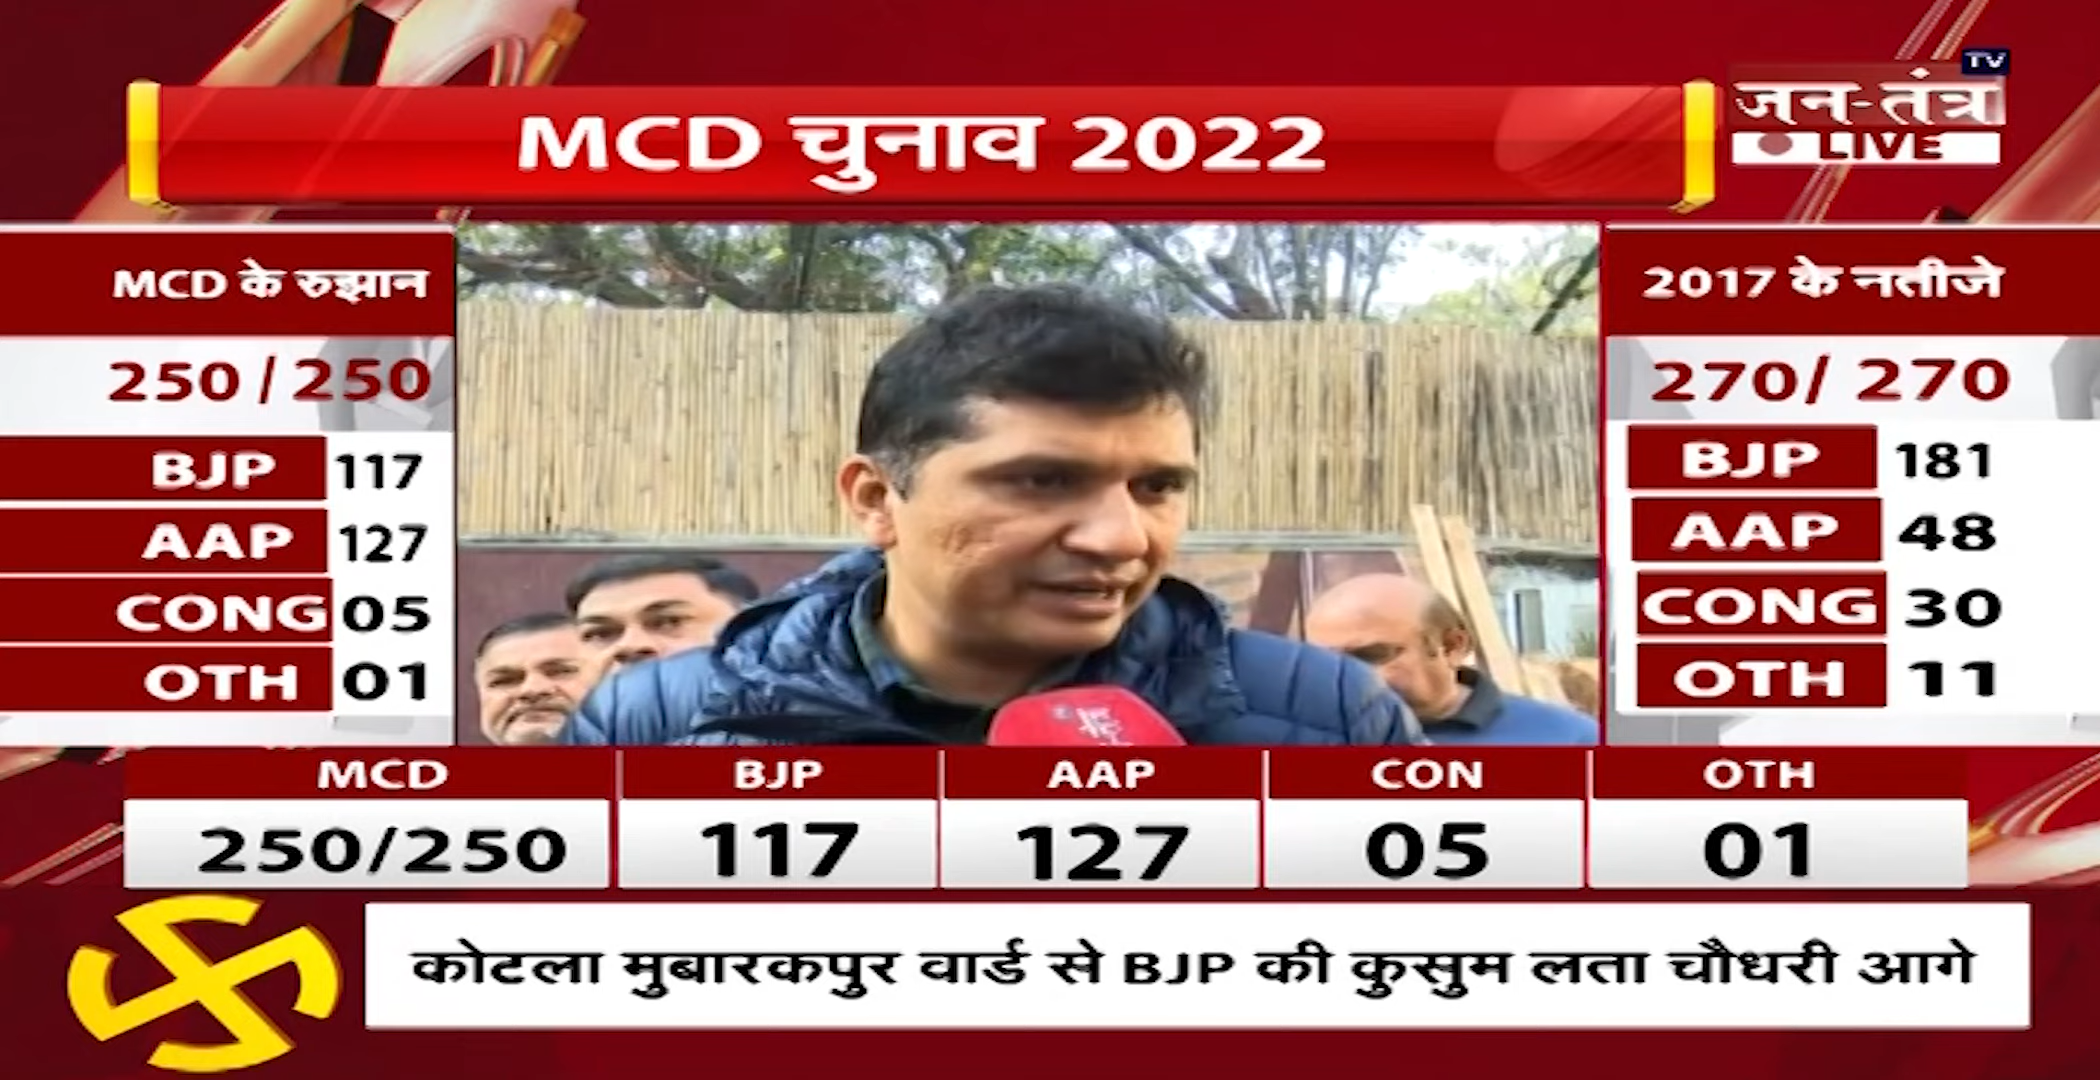 MCD चुनाव 2022
TV
जन-तंत्र
LIVE
MCD के रुझान
250 / 250
BJP 117
AAP 127
CONG 05
OTH 01
2017 के नतीजे
270/ 270
BJP 181
AAP 48
CONG 30
OTH 11
MCD BJP AAP CON OTH
250/250 117 127 05 01
कोटला मुबारकपुर वार्ड से BJP की कुसुम लता चौधरी आगे